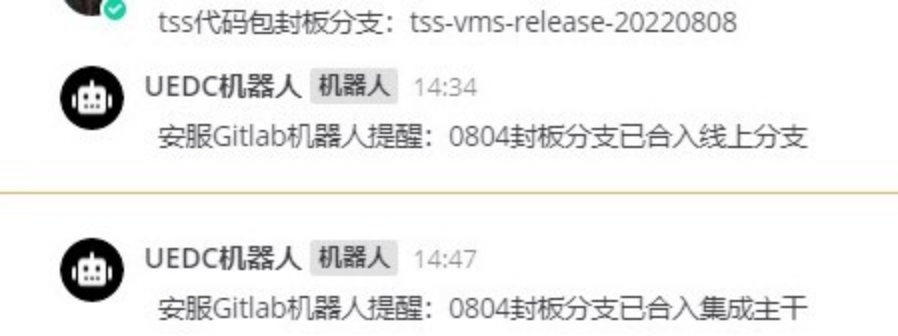 tss代码包封板分支：tss-vms-release-20220808
UEDC机器人 机器人 14:34
安服Gitlab机器人提醒：0804封板分支已合入线上分支
UEDC机器人 机器人 14:47
安服Gitlab机器人提醒：0804封板分支已合入集成主干